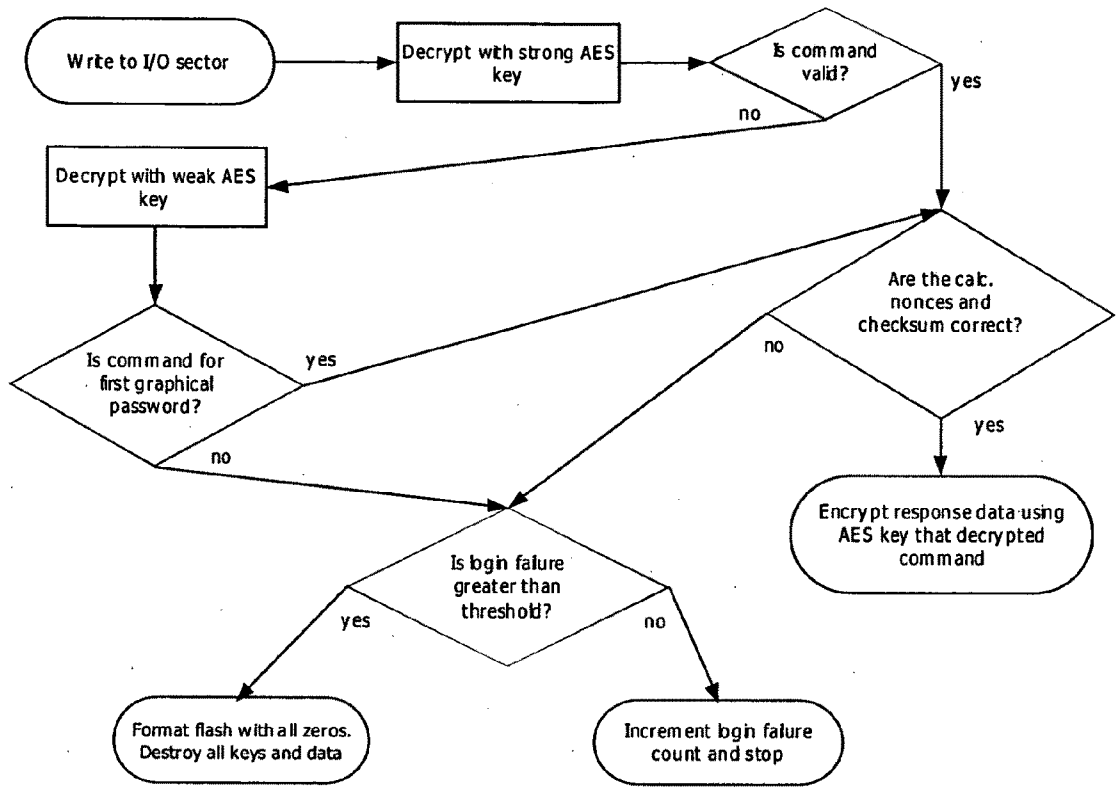 Write to I/O sector
Decrypt with strong AES
key
Is command
valid?
yes
no
Decrypt with weak AES
key
Are the calc.
nonces and
checksum correct?
no
yes
Is command for
first graphical
password?
yes
no
Encrypt response data using
AES key that decrypted
command
Is login failure
greater than
threshold?
yes
no
Format flash with all zeros.
Destroy all keys and data
Increment login failure
count and stop